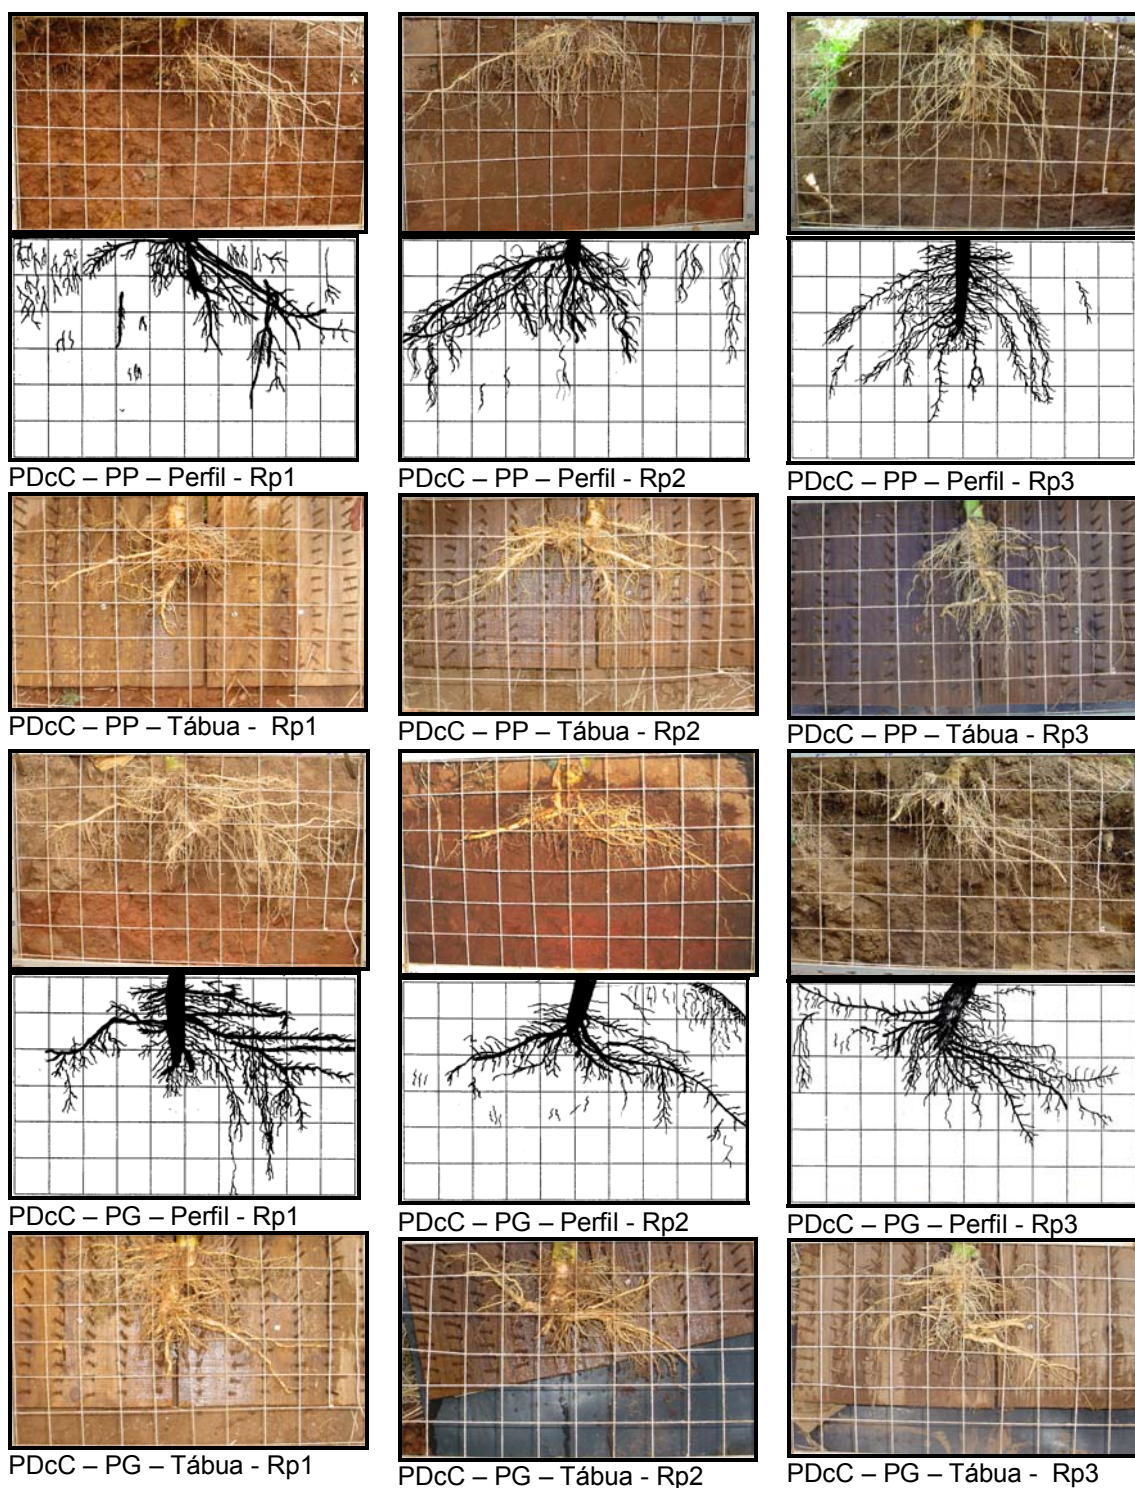 PDcC – PP – Perfil - Rp1
PDcC – PP – Perfil - Rp2
PDcC – PP – Perfil - Rp3
PDcC – PP – Tábua - Rp1
PDcC – PP – Tábua - Rp2
PDcC – PP – Tábua - Rp3
PDcC – PG – Perfil - Rp1
PDcC – PG – Perfil - Rp2
PDcC – PG – Perfil - Rp3
PDcC – PG – Tábua - Rp1
PDcC – PG – Tábua - Rp2
PDcC – PG – Tábua - Rp3